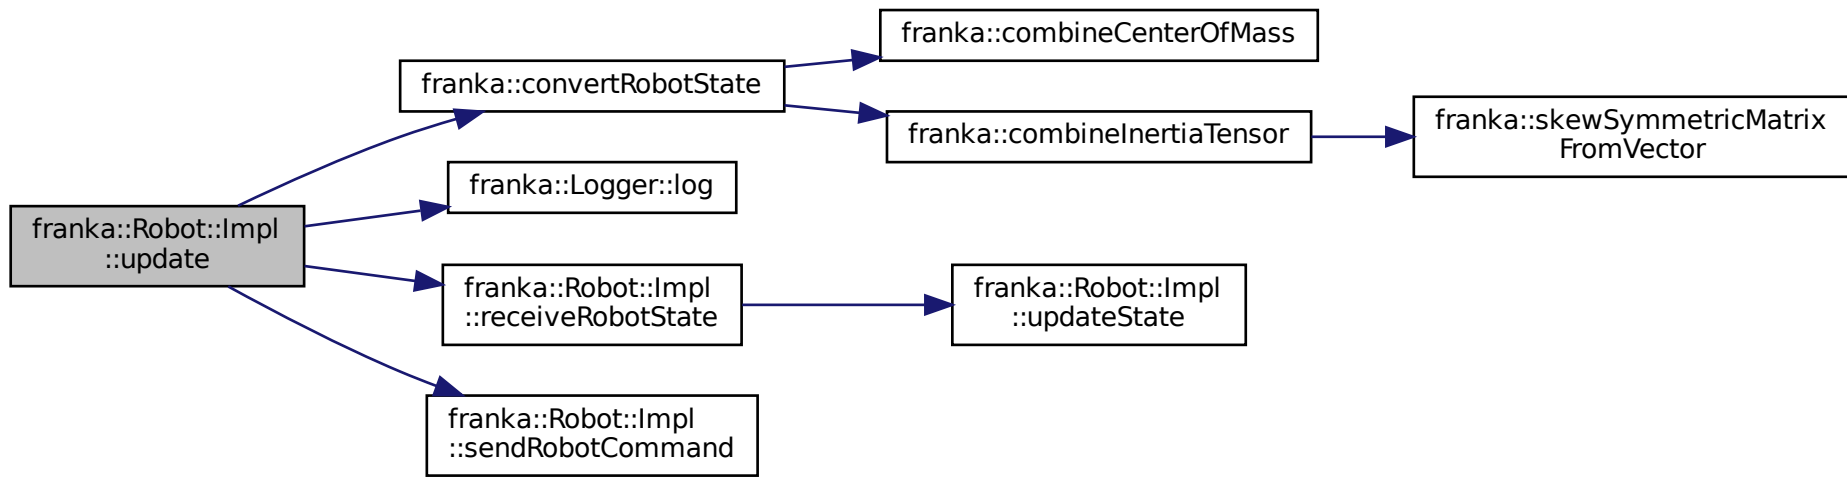 franka::Robot::Impl
::update
franka::convertRobotState
franka::combineCenterOfMass
franka::combineInertiaTensor
franka::skewSymmetricMatrix
FromVector
franka::Logger::log
franka::Robot::Impl
::receiveRobotState
franka::Robot::Impl
::updateState
franka::Robot::Impl
::sendRobotCommand